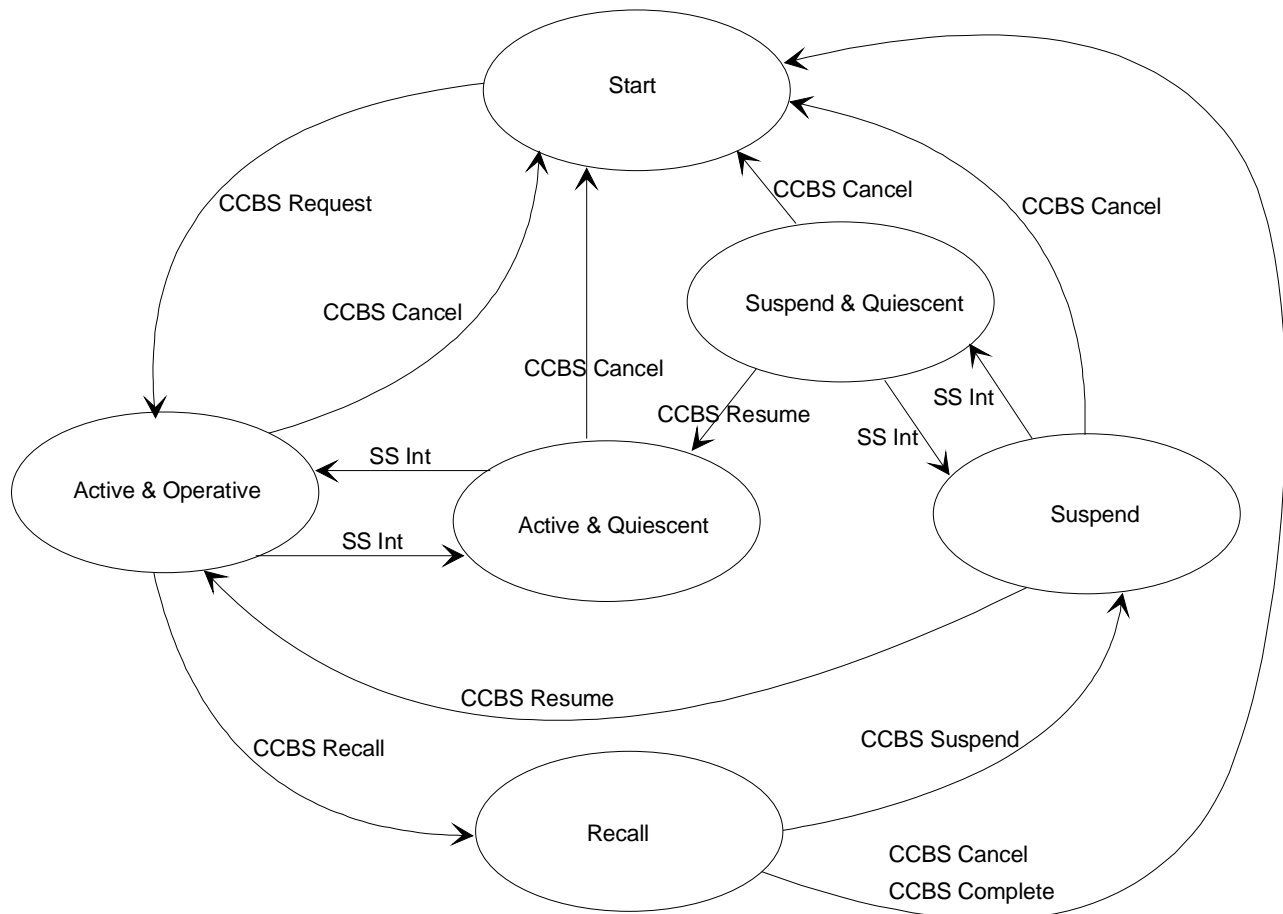 Start
CCBS Cancel
CCBS Request
CCBS Cancel
Suspend & Quiescent
CCBS Cancel
CCBS Cancel
SS Int
CCBS Resume
SS Int
SS Int
Active & Operative
Active & Quiescent
Suspend
SS Int
CCBS Resume
CCBS Suspend
CCBS Recall
Recall
CCBS Cancel
CCBS Complete